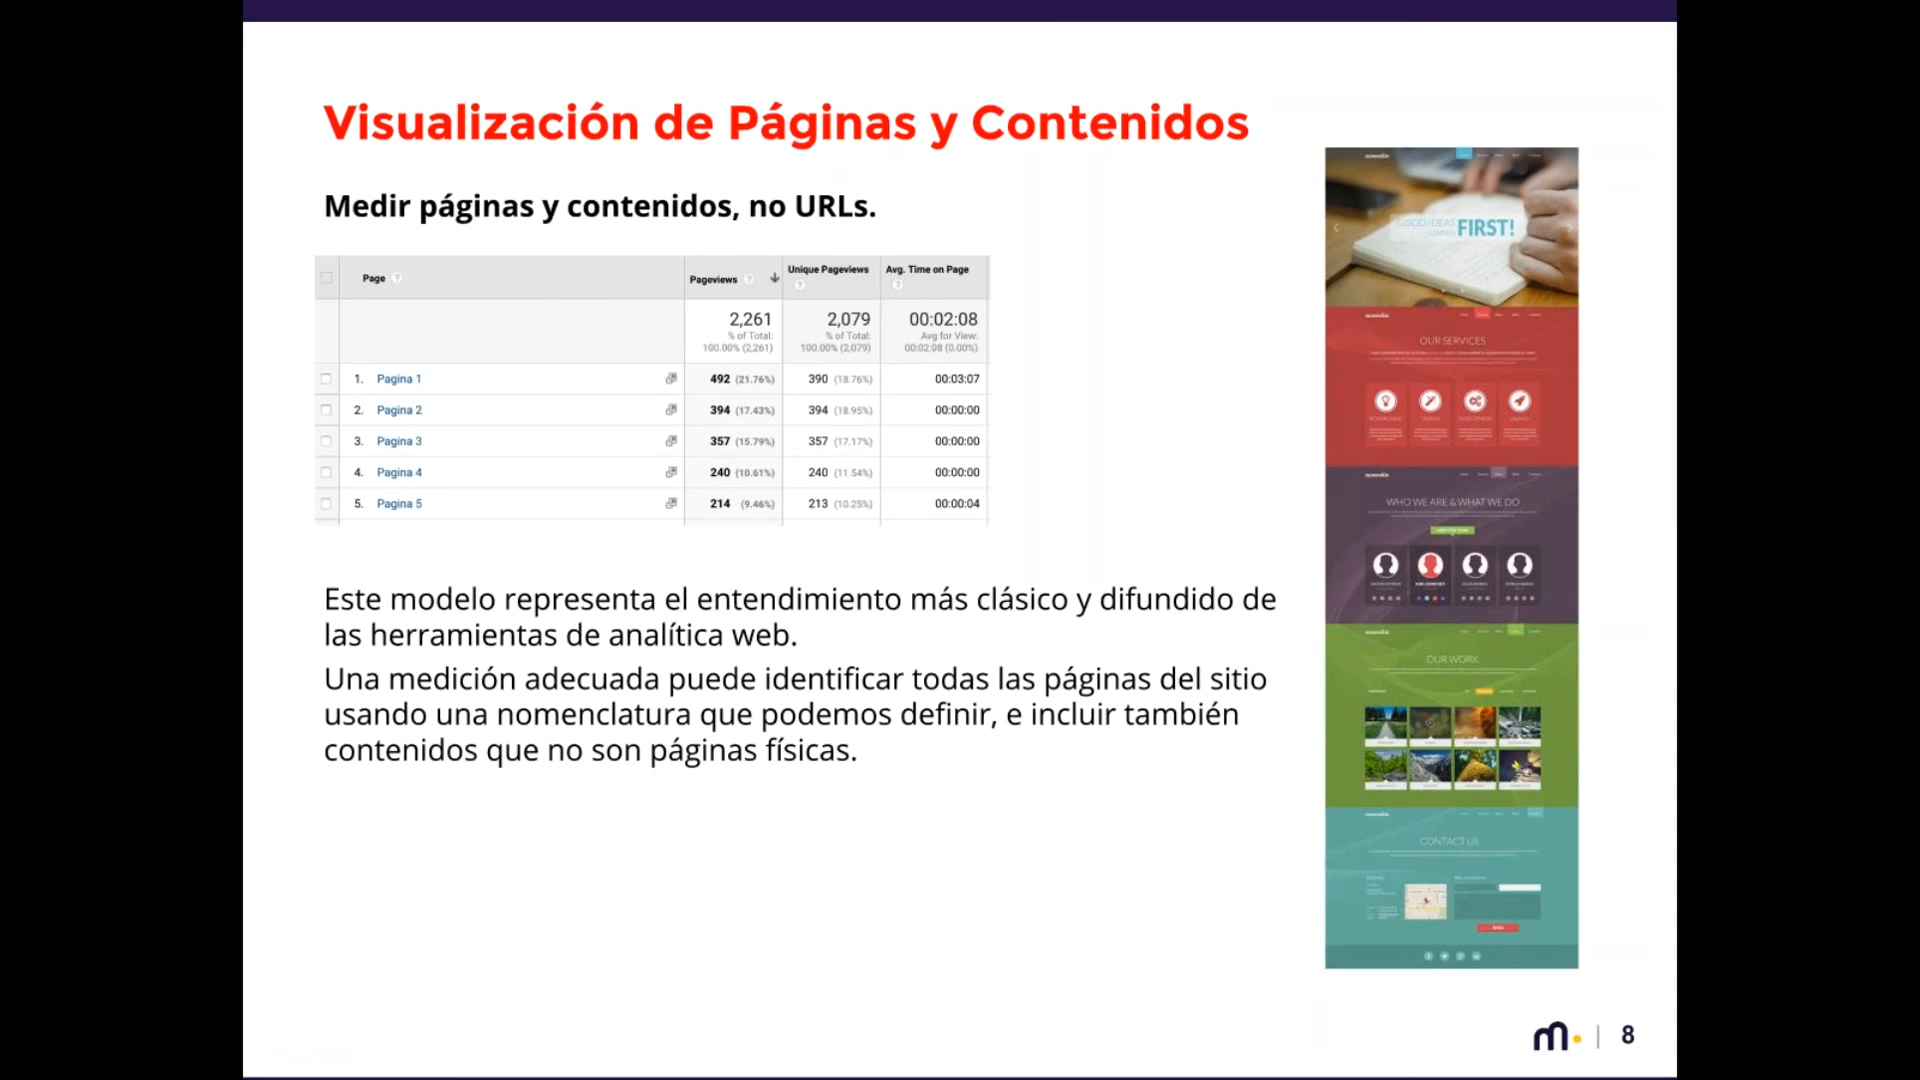 Visualización de Páginas y Contenidos
Medir páginas y contenidos, no URLs.
Page
Pageviews
Unique Pageviews
Avg. Time on Page
2,261
% of Total:
100.00% (2,261)
2,079
% of Total:
100.00% (2,079)
00:02:08
Avg for View:
00:02:08 (0.00%)
1. Pagina 1 492 (21.76%) 390 (18.76%) 00:03:07
2. Pagina 2 394 (17.43%) 394 (18.95%) 00:00:00
3. Pagina 3 357 (15.79%) 357 (17.17%) 00:00:00
4. Pagina 4 240 (10.61%) 240 (11.54%) 00:00:00
5. Pagina 5 214 (9.46%) 213 (10.25%) 00:00:04
Este modelo representa el entendimiento más clásico y difundido de
las herramientas de analítica web.
Una medición adecuada puede identificar todas las páginas del sitio
usando una nomenclatura que podemos definir, e incluir también
contenidos que no son páginas físicas.
GOOD IDEAS
FIRST!
OUR SERVICES
WHO WE ARE & WHAT WE DO
OUR WORK
CONTACT US
m. | 8